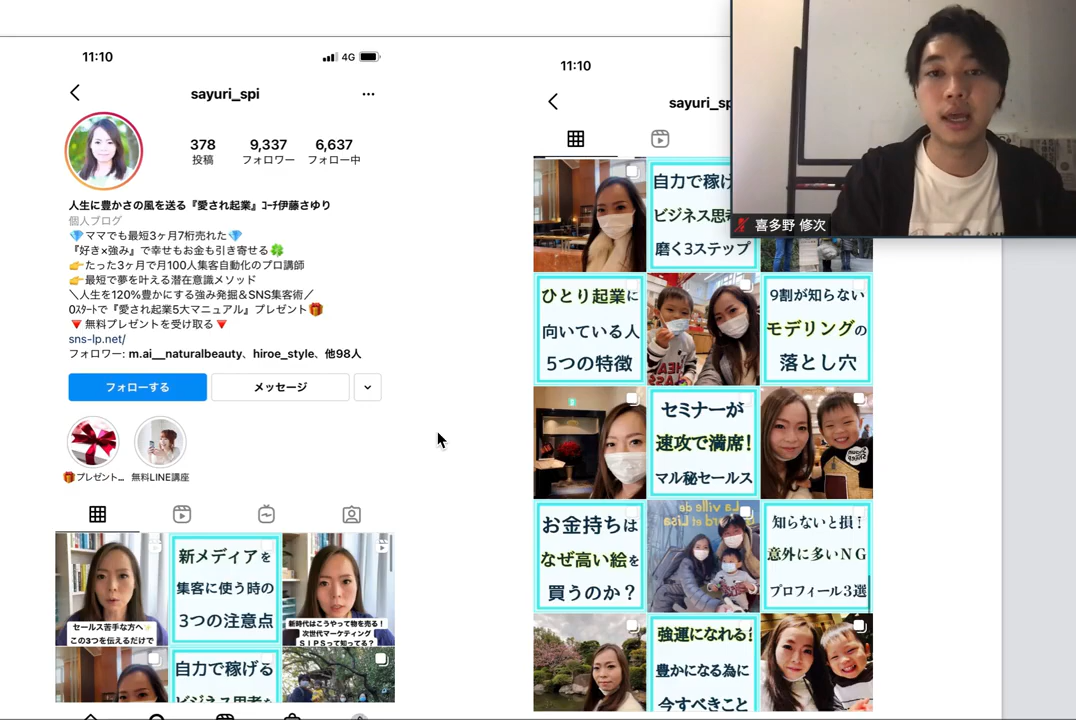 11:10
4G
sayuri_spi
378
9,337
6,637
投稿
フォロワー
フォロー中
人生に豊かさの風を送る『愛され起業』ｺｰﾁ伊藤さゆり
個人ブログ
💎ママでも最短3ヶ月7桁売れた💎
『好き×強み』で幸せもお金も引き寄せる🍀
👉たった3ヶ月で月100人集客自動化のプロ講師
👉最短で夢を叶える潜在意識メソッド
＼人生を120%豊かにする強み発掘＆SNS集客術／
0ｽﾀｰﾄで『愛され起業5大マニュアル』プレゼント🎁
🔻無料プレゼントを受け取る🔻
sns-lp.net/
フォロワー: m.ai__naturalbeauty、hiroe_style、他98人
フォローする
メッセージ
🎁プレゼント...
無料LINE講座
セールス苦手な方へ
この3つを伝えるだけで
新メディアを
集客に使う時の
3つの注意点
新時代はこうやって物を売る！
次世代マーケティング
ＳＩＰＳって知ってる？
自力で稼げる
ビジネス思考を
11:10
sayuri_sp
自力で稼げ
ビジネス思考
磨く3ステップ
ひとり起業に
向いている人
5つの特徴
9割が知らない
モデリングの
落とし穴
セミナーが
速攻で満席！
マル秘セールス
お金持ちは
なぜ高い絵を
買うのか？
知らないと損！
意外に多いＮＧ
プロフィール3選
強運になれる
豊かになる為に
今すべきこと
喜多野 修次